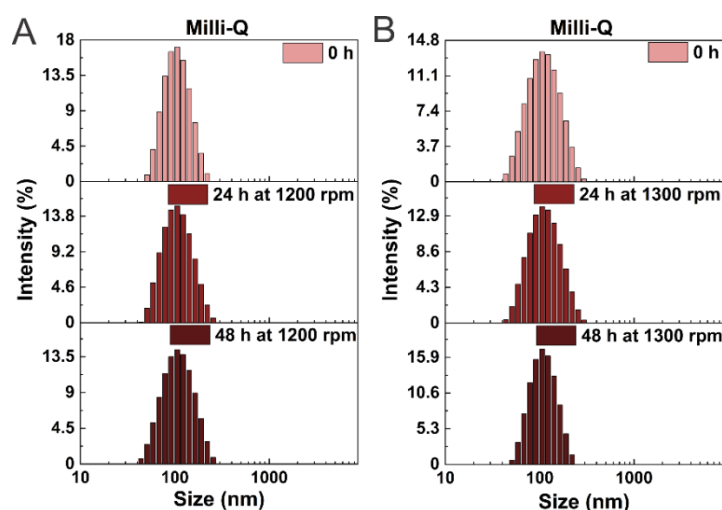 A
Milli-Q
18
0 h
13.5
9
4.5
0
24 h at 1200 rpm
13.8
9.2
4.6
0
48 h at 1200 rpm
13.5
9
4.5
0
10 100 1000
Size (nm)
Intensity (%)
B
Milli-Q
14.8
0 h
11.1
7.4
3.7
0
24 h at 1300 rpm
12.9
8.6
4.3
0
48 h at 1300 rpm
15.9
10.6
5.3
0
10 100 1000
Size (nm)
Intensity (%)